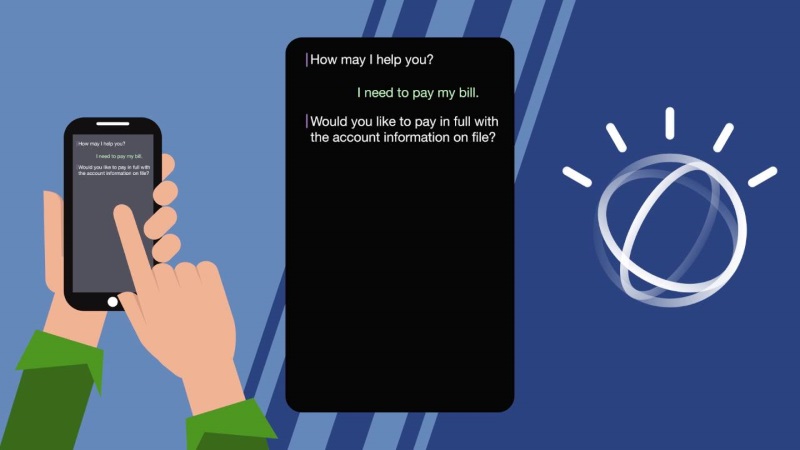 How may I help you?
I need to pay my bill.
Would you like to pay in full with
the account information on file?
How may I help you?
I need to pay my bill.
Would you like to pay in full with
the account information on file?